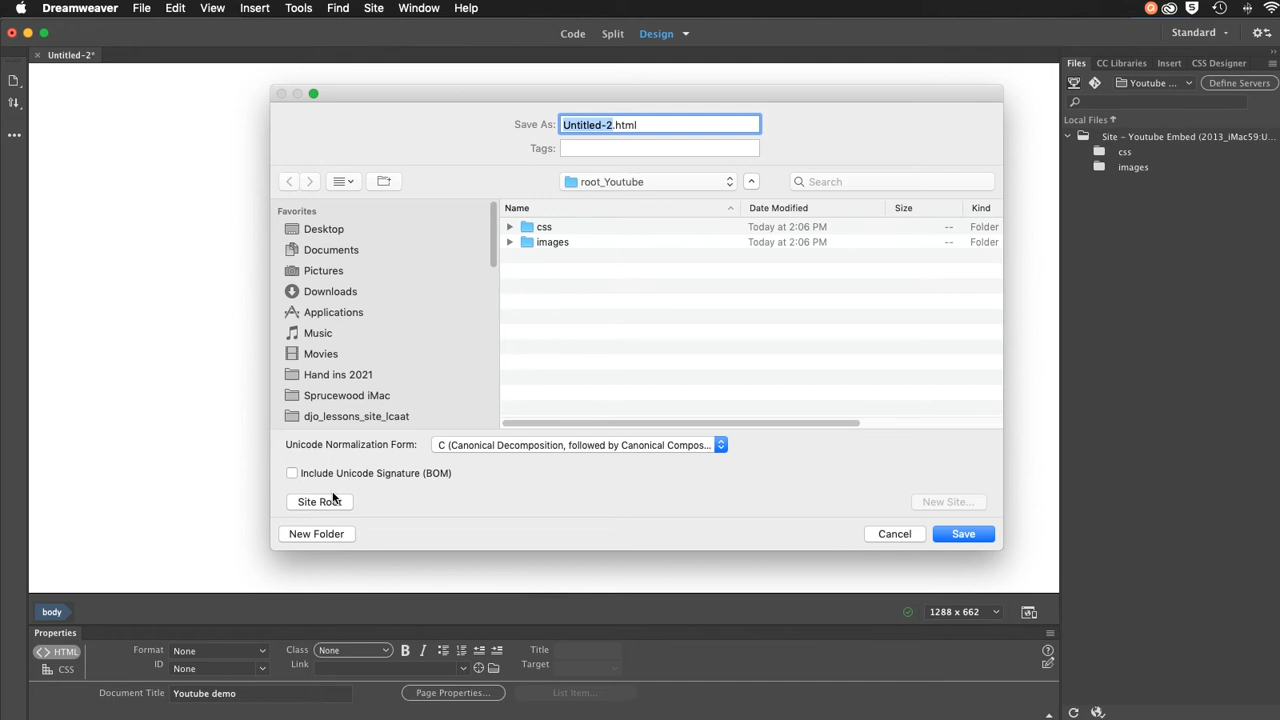 Dreamweaver File Edit View Insert Tools Find Site Window Help
Code Split Design
Standard
Untitled-2*
Files CC Libraries Insert CSS Designer
Youtube ... Define Servers
Local Files
Site – Youtube Embed (2013_iMac59:U...
css
images
Save As: Untitled-2.html
Tags:
root_Youtube
Search
Favorites
Desktop
Documents
Pictures
Downloads
Applications
Music
Movies
Hand ins 2021
Sprucewood iMac
djo_lessons_site_lcaat
Name Date Modified Size Kind
css Today at 2:06 PM -- Folder
images Today at 2:06 PM -- Folder
Unicode Normalization Form: C (Canonical Decomposition, followed by Canonical Compos...
Include Unicode Signature (BOM)
Site Root New Site...
New Folder Cancel Save
body
1288 x 662
Properties
<> HTML Format None Class None B I Title
CSS ID None Link Target
Document Title Youtube demo Page Properties... List Item...